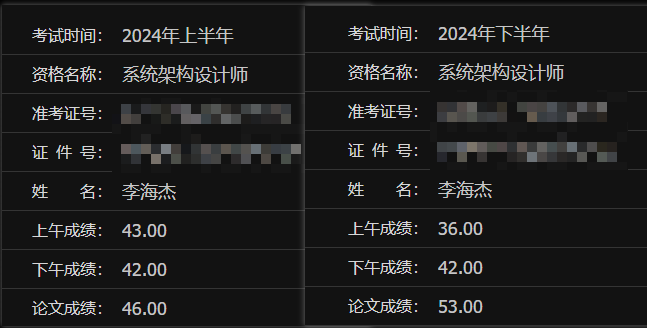 考试时间： 2024年上半年
资格名称： 系统架构设计师
准考证号：
证 件 号：
姓 名： 李海杰
上午成绩： 43.00
下午成绩： 42.00
论文成绩： 46.00
考试时间： 2024年下半年
资格名称： 系统架构设计师
准考证号：
证 件 号：
姓 名： 李海杰
上午成绩： 36.00
下午成绩： 42.00
论文成绩： 53.00